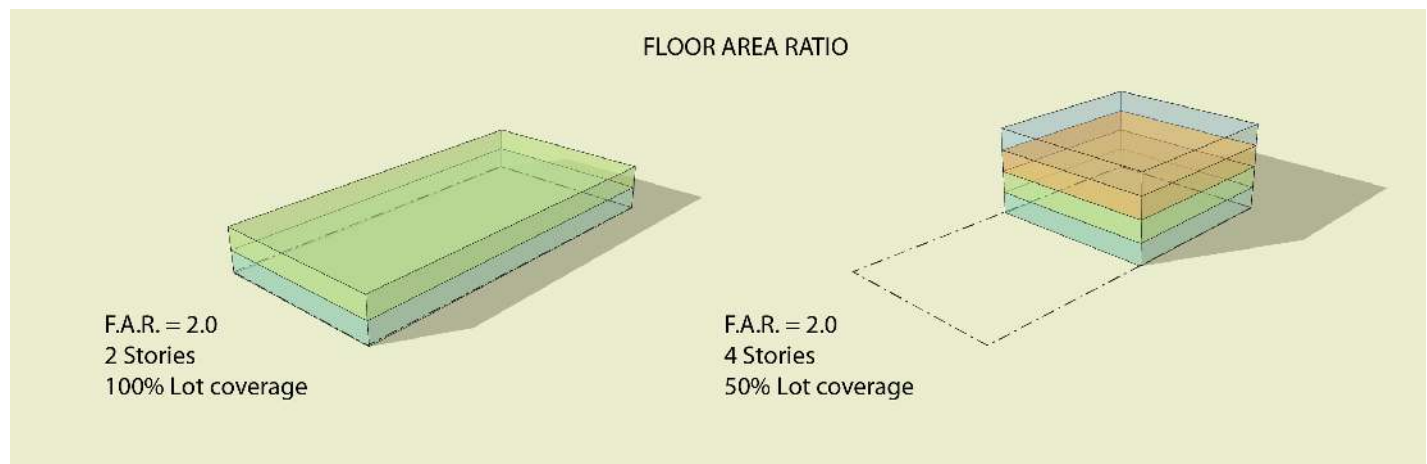 FLOOR AREA RATIO
F.A.R. = 2.0
2 Stories
100% Lot coverage
F.A.R. = 2.0
4 Stories
50% Lot coverage